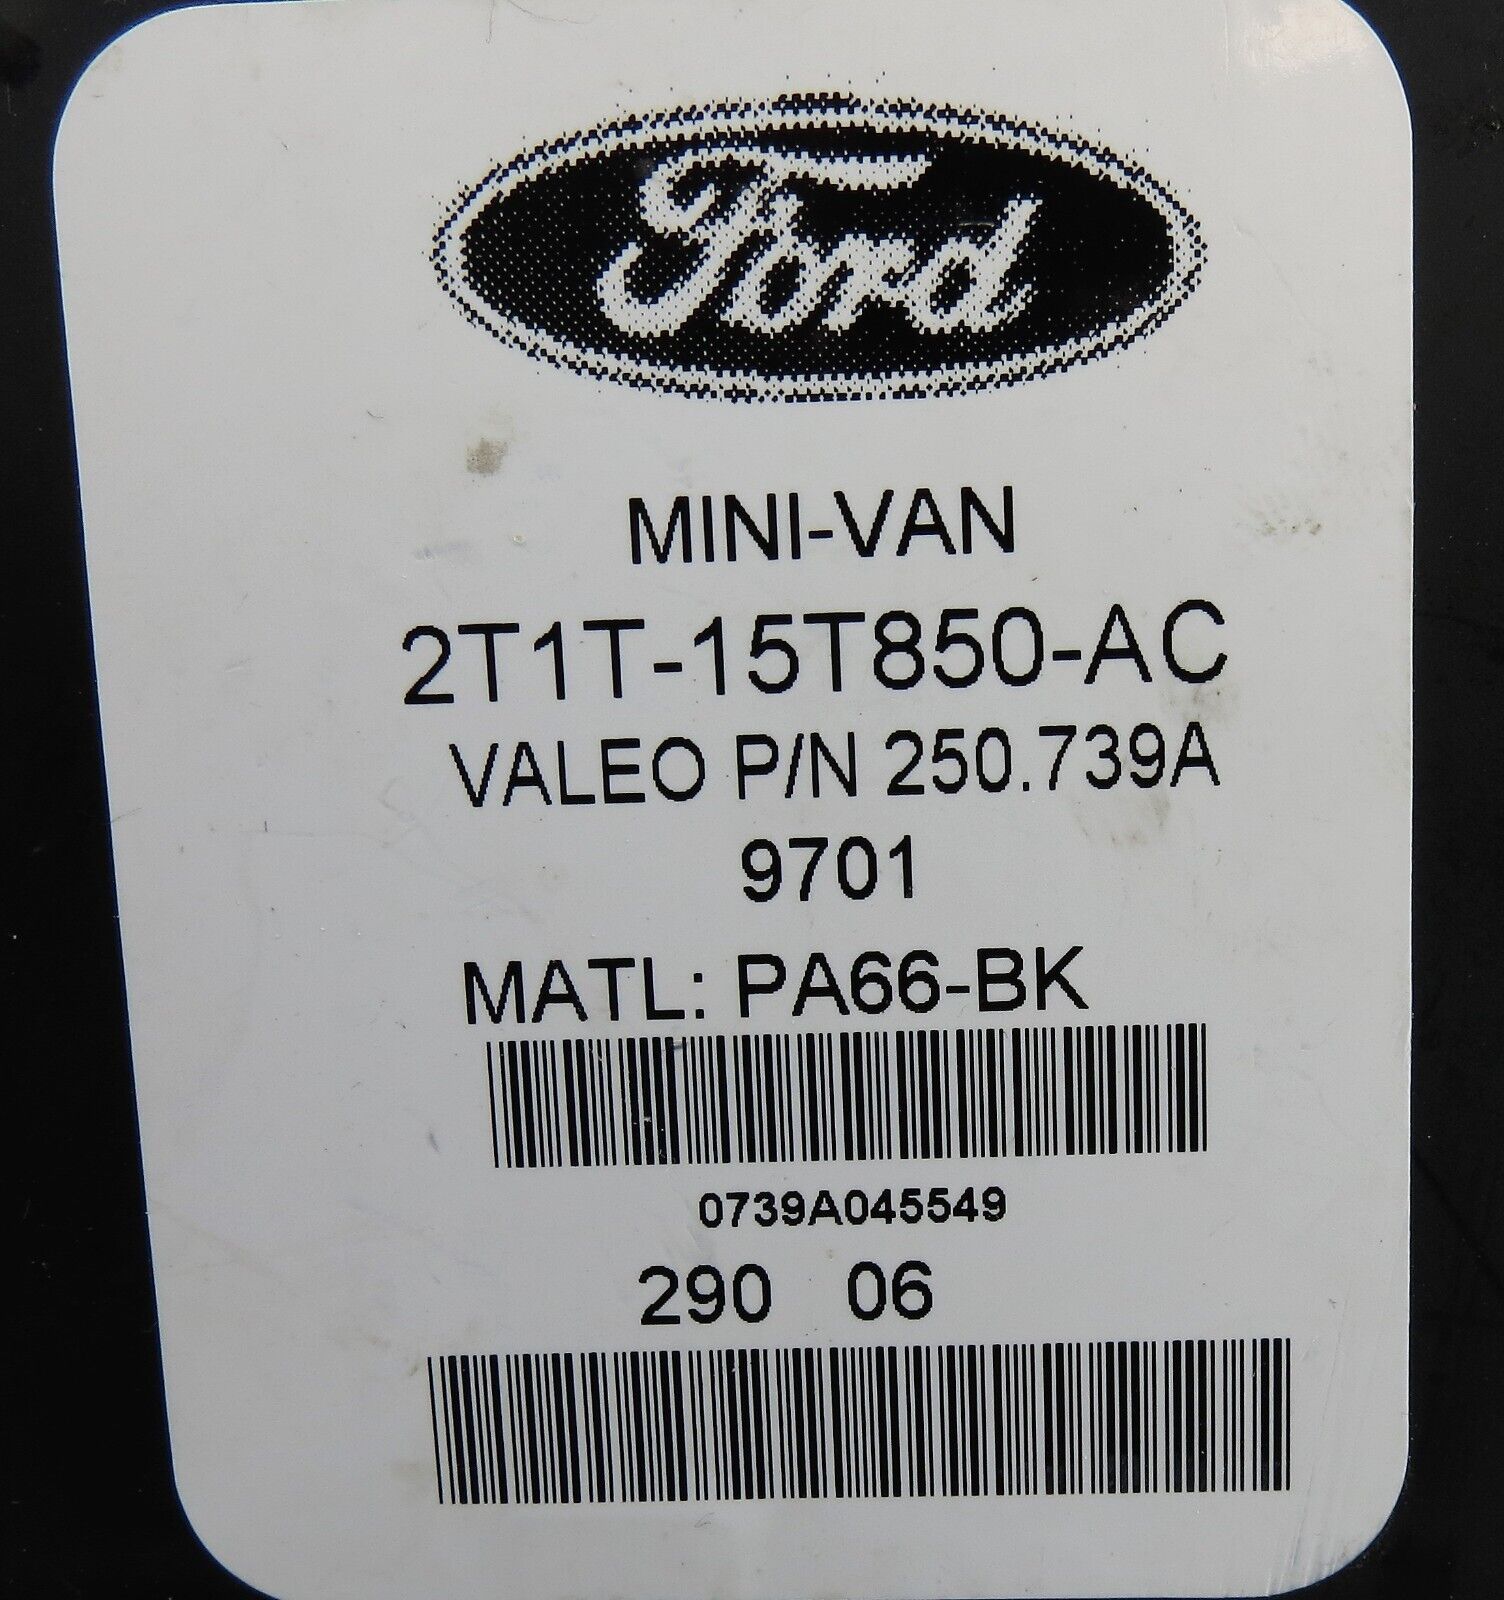 Ford
MINI-VAN
2T1T-15T850-AC
VALEO P/N 250.739A
9701
MATL: PA66-BK
0739A045549
290 06